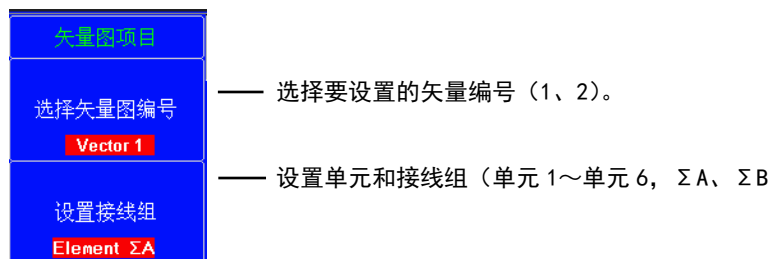 矢量图项目
选择矢量图编号
Vector 1
选择要设置的矢量编号（1、2）。
设置接线组
Element ΣA
设置单元和接线组（单元 1～单元 6，ΣA、ΣB